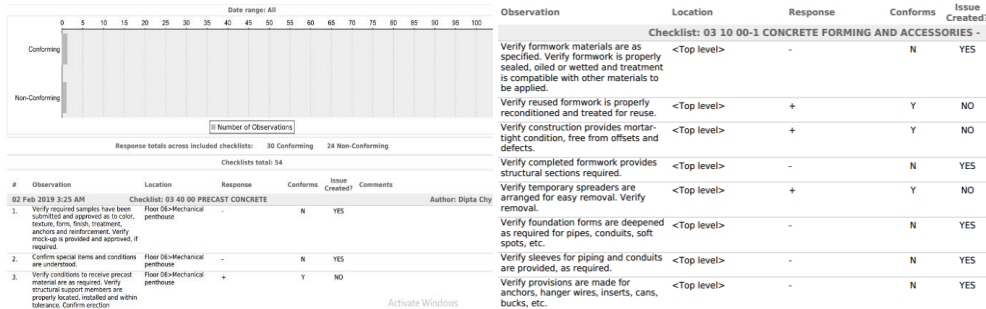 Date range: All
0 5 10 15 20 25 30 35 40 45 50 55 60 65 70 75 80 85 90 95 100
Conforming
Non-Conforming
Number of Observations
Response totals across included checklists: 30 Conforming 24 Non-Conforming
Checklists total: 54
# Observation Location Response Conforms Issue Created? Comments
02 Feb 2019 3:25 AM Checklist: 03 40 00 PRECAST CONCRETE Author: Dipta Chy
1. Verify required samples have been Floor 06>Mechanical - N YES
submitted and approved as to color, penthouse
texture, form, finish, treatment,
anchors and reinforcement. Verify
mock-up is provided and approved, if
required.
2. Confirm special items and conditions Floor 06>Mechanical - N YES
are understood. penthouse
3. Verify conditions to receive precast Floor 06>Mechanical + Y NO
material are as required. Verify penthouse
structural support members are
properly located, installed and within
tolerance. Confirm erection
Activate Windows
Observation Location Response Conforms Issue
Created?
Checklist: 03 10 00-1 CONCRETE FORMING AND ACCESSORIES -
Verify formwork materials are as <Top level> - N YES
specified. Verify formwork is properly
sealed, oiled or wetted and treatment
is compatible with other materials to
be applied.
Verify reused formwork is properly <Top level> + Y NO
reconditioned and treated for reuse.
Verify construction provides mortar- <Top level> + Y NO
tight condition, free from offsets and
defects.
Verify completed formwork provides <Top level> - N YES
structural sections required.
Verify temporary spreaders are <Top level> + Y NO
arranged for easy removal. Verify
removal.
Verify foundation forms are deepened <Top level> - N YES
as required for pipes, conduits, soft
spots, etc.
Verify sleeves for piping and conduits <Top level> - N YES
are provided, as required.
Verify provisions are made for <Top level> - N YES
anchors, hanger wires, inserts, cans,
bucks, etc.